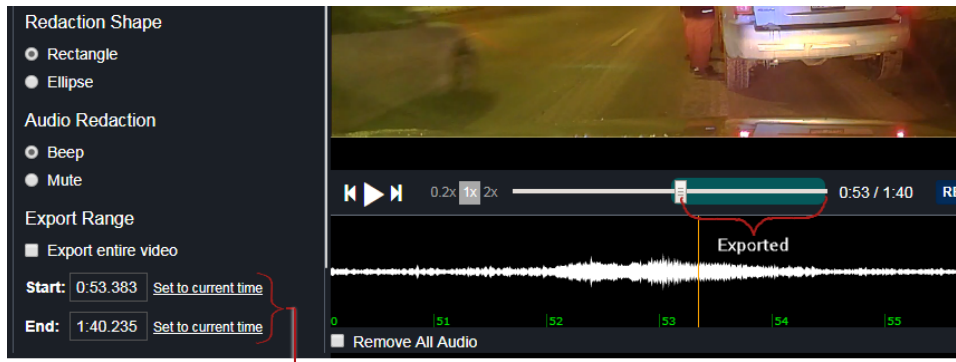 Redaction Shape
Rectangle
Ellipse
Audio Redaction
Beep
Mute
Export Range
Export entire video
Start: 0:53.383 Set to current time
End: 1:40.235 Set to current time
0.2x 1x 2x 0:53 / 1:40 RE
Exported
0 51 52 53 54 55
Remove All Audio